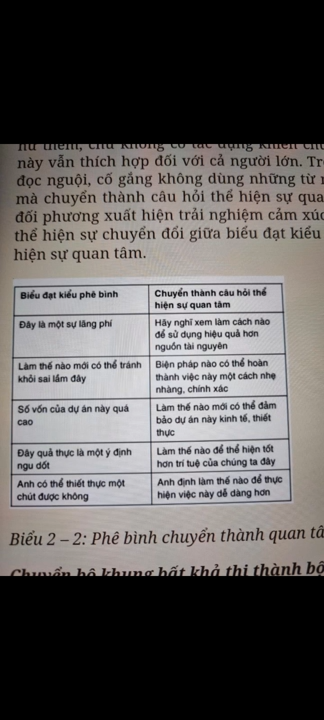 này vẫn thích hợp đối với cả người lớn. Tr
đọc nguội, cố gắng không dùng những từ
mà chuyển thành câu hỏi thể hiện sự qua
đối phương xuất hiện trải nghiệm cảm xúc
thể hiện sự chuyển đổi giữa biểu đạt kiểu
hiện sự quan tâm.
Biểu đạt kiểu phê bình
Chuyển thành câu hỏi thể
hiện sự quan tâm
Đây là một sự lãng phí
Hãy nghĩ xem làm cách nào
để sử dụng hiệu quả hơn
nguồn tài nguyên
Làm thế nào mới có thể tránh
khỏi sai lầm đây
Biện pháp nào có thể hoàn
thành việc này một cách nhẹ
nhàng, chính xác
Số vốn của dự án này quá
cao
Làm thế nào mới có thể đảm
bảo dự án này kinh tế, thiết
thực
Đây quả thực là một ý định
ngu dốt
Làm thế nào để thể hiện tốt
hơn trí tuệ của chúng ta đây
Anh có thể thiết thực một
chút được không
Anh định làm thế nào để thực
hiện việc này dễ dàng hơn
Biểu 2 – 2: Phê bình chuyển thành quan tâ
Chuyển bộ khung bất khả thi thành bộ